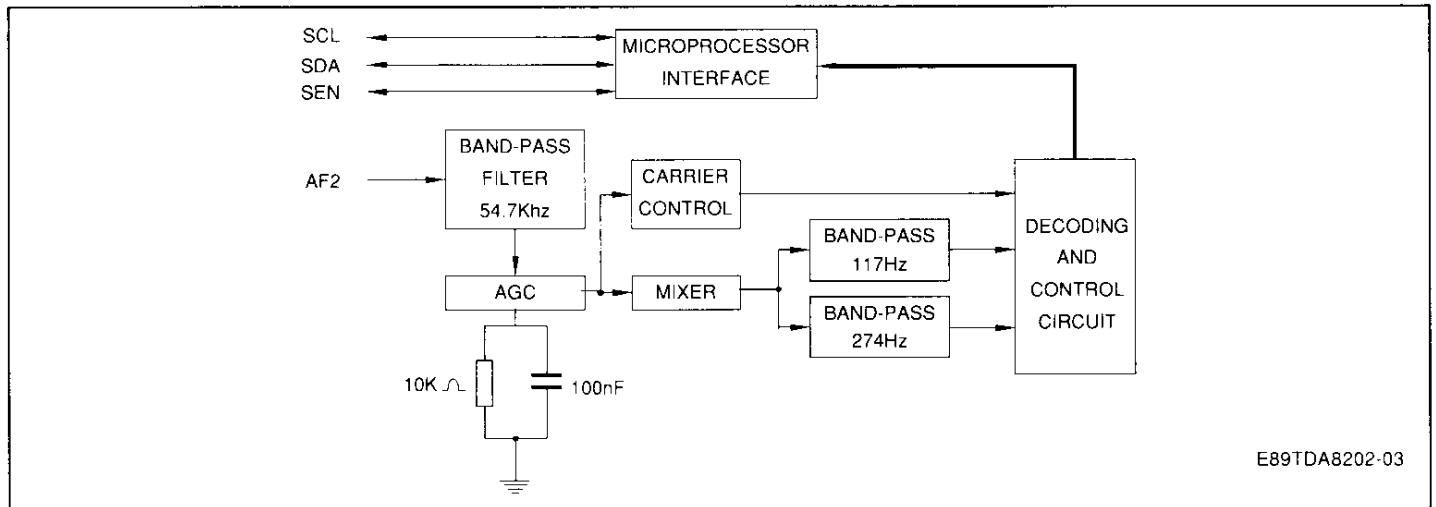 SCL
SDA
SEN
MICROPROCESSOR
INTERFACE
AF2
BAND-PASS
FILTER
54.7Khz
CARRIER
CONTROL
BAND-PASS
117Hz
DECODING
AND
CONTROL
CIRCUIT
AGC
MIXER
BAND-PASS
274Hz
10K
100nF
E89TDA8202-03